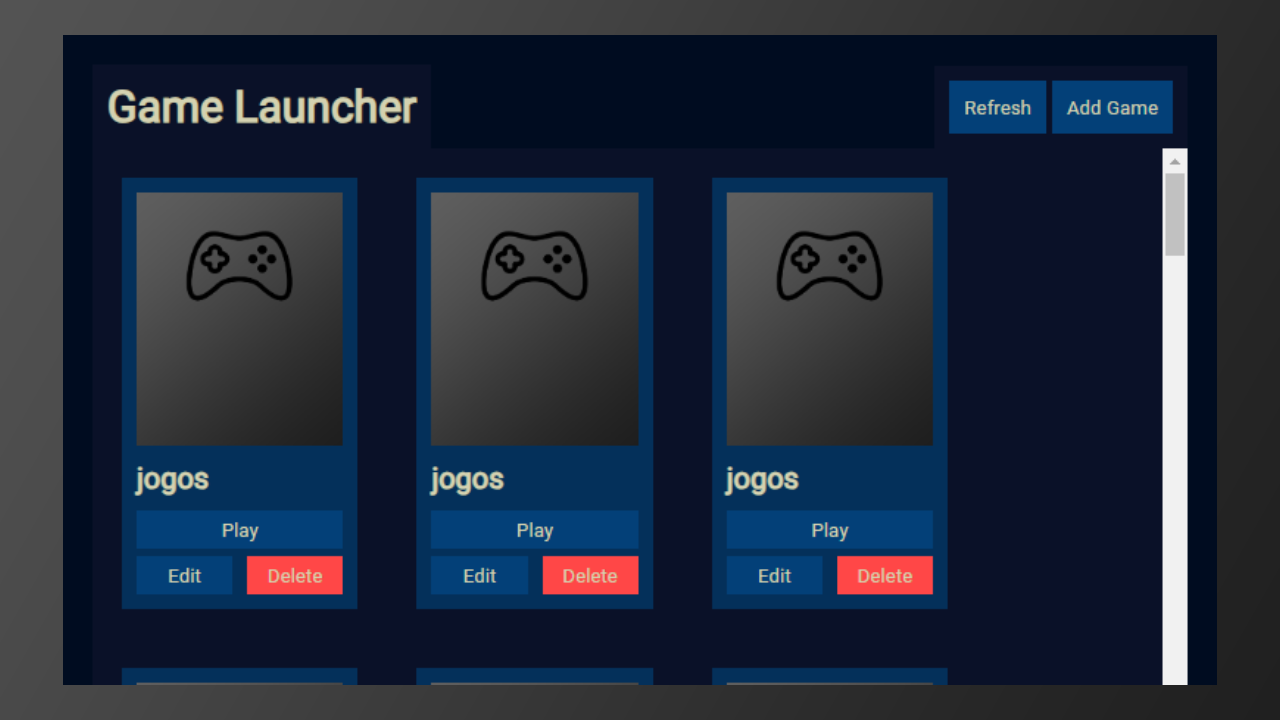 Game Launcher
Refresh Add Game
jogos jogos jogos
Play Play Play
Edit Delete Edit Delete Edit Delete